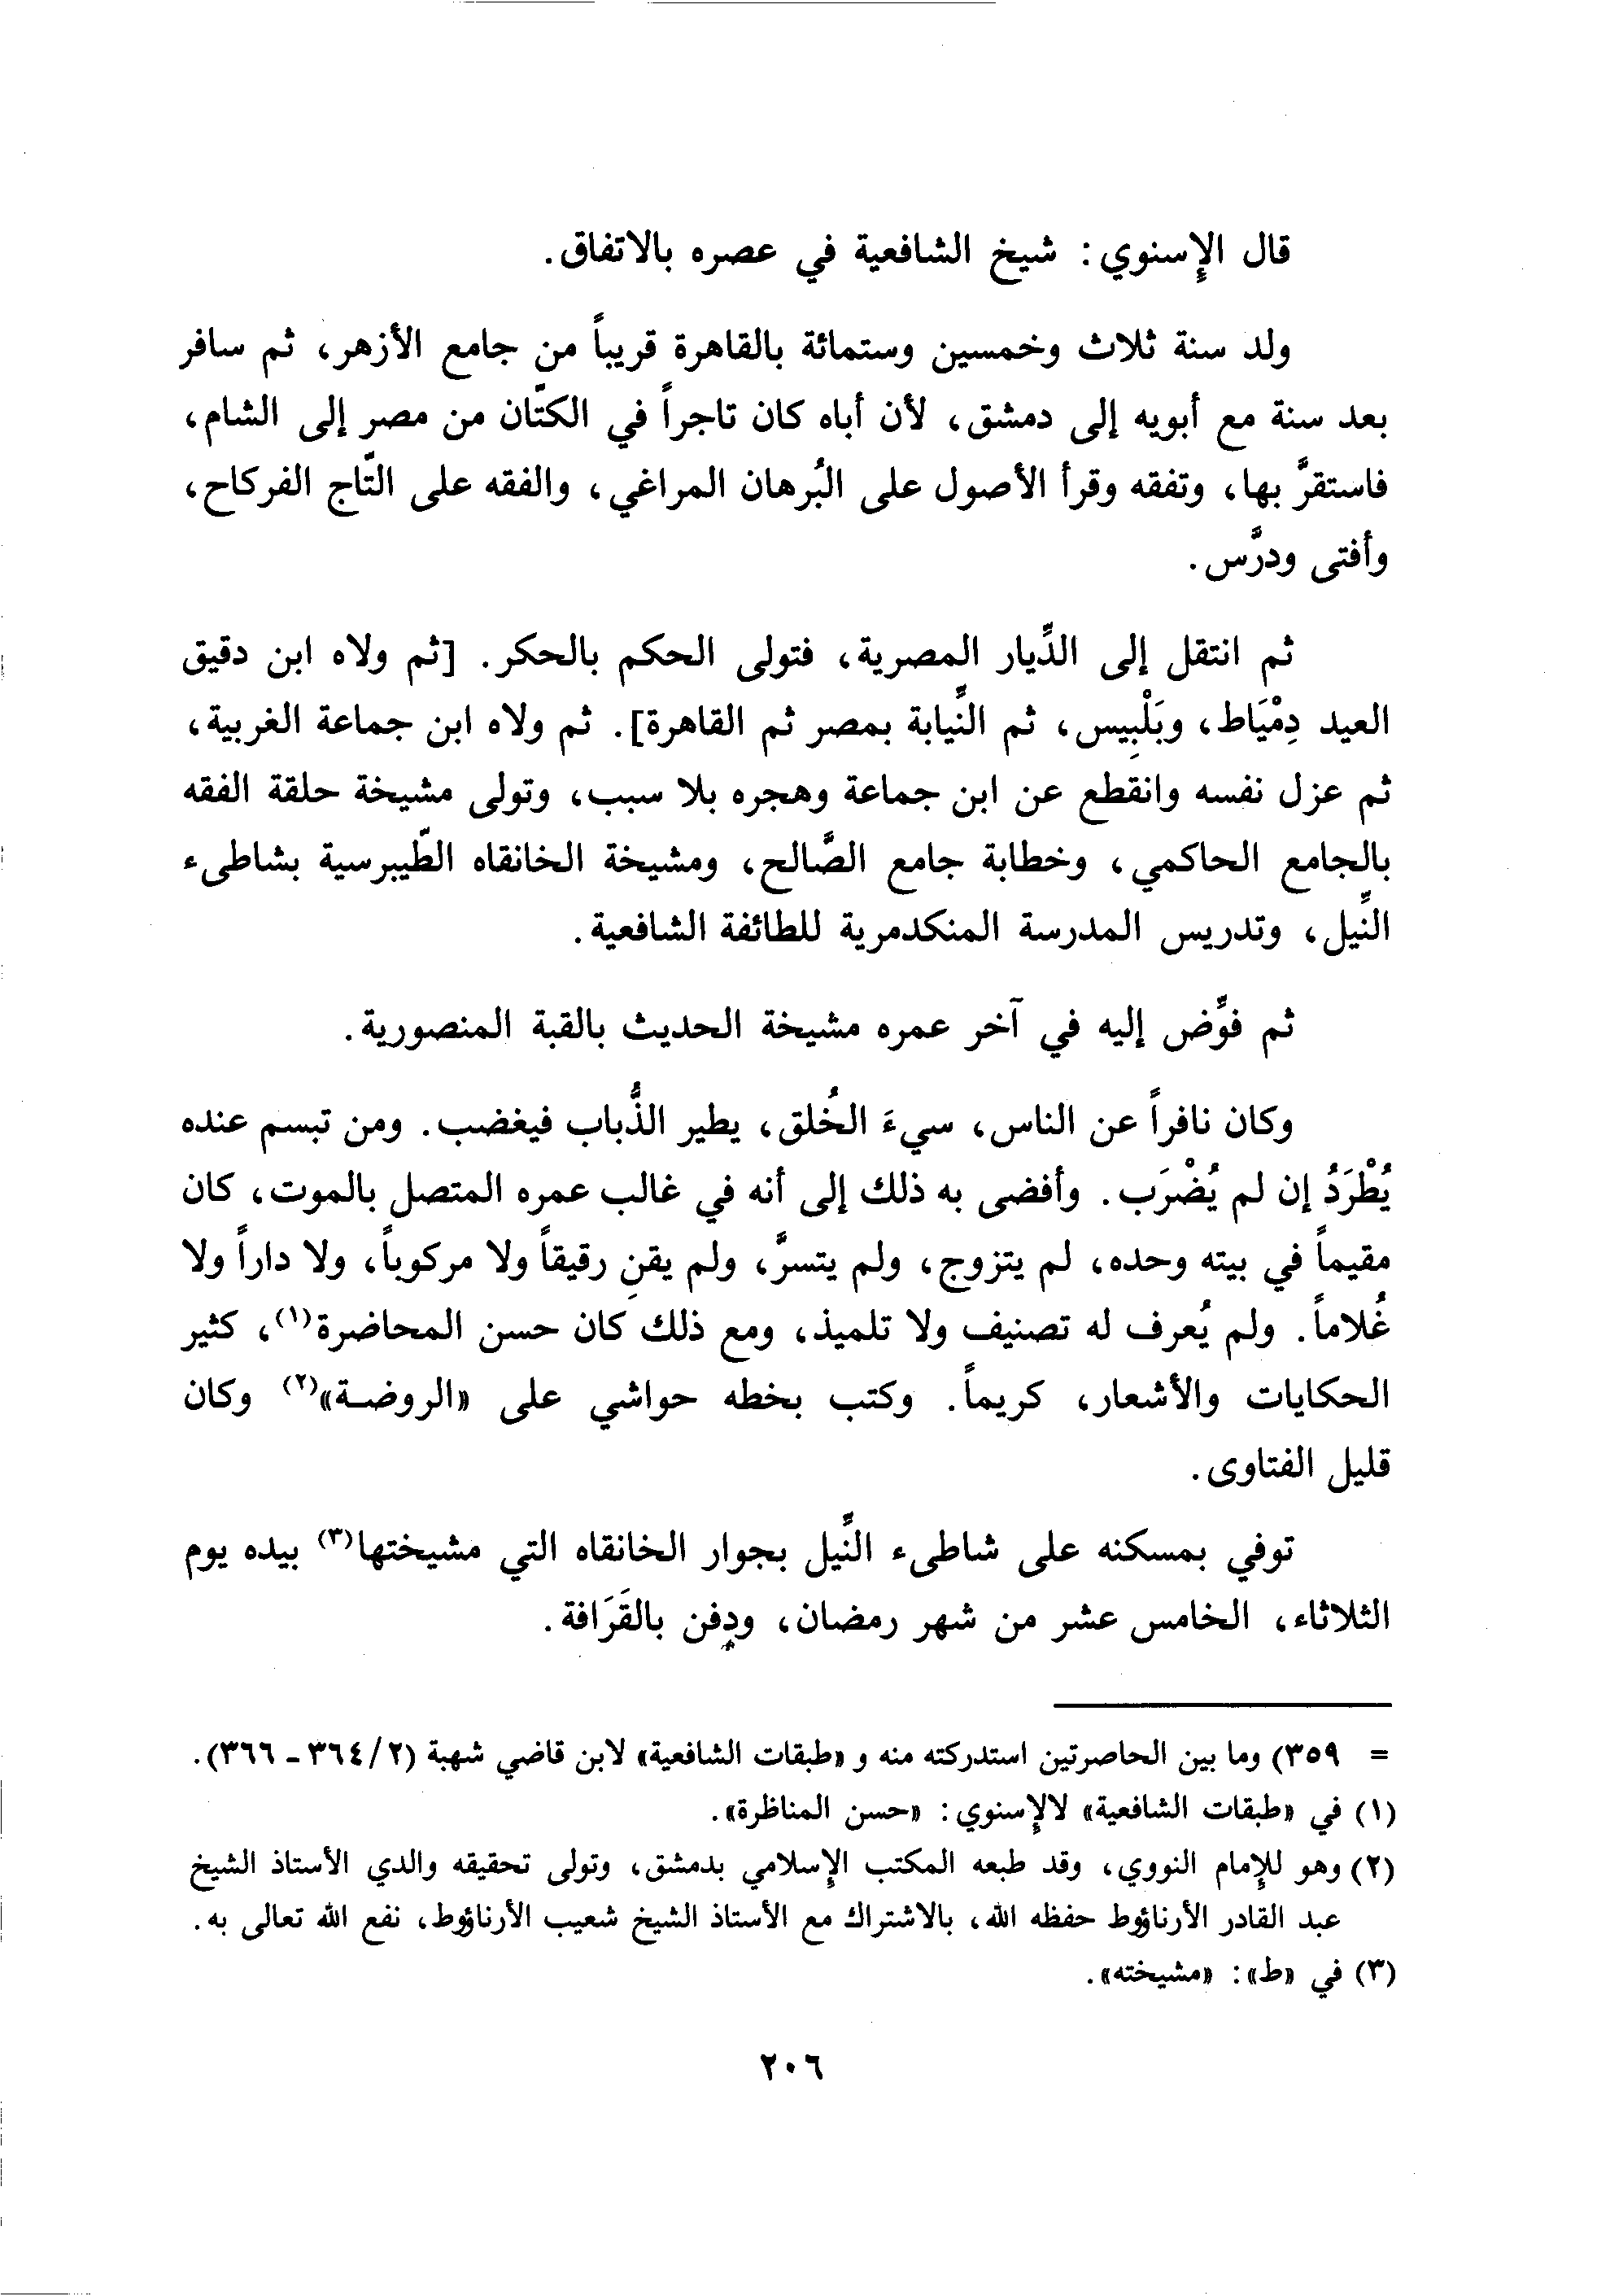 قال الإسنوي: شيخ الشافعية في عصره بالاتفاق.
ولد سنة ثلاث وخمسين وستمائة بالقاهرة قريباً من جامع الأزهر، ثم سافر
بعد سنة مع أبويه إلى دمشق، لأن أباه كان تاجراً في الكتّان من مصر إلى الشام،
فاستقرَّ بها، وتفقه وقرأ الأصول على البُرهان المراغي، والفقه على التّاج الفركاح،
وأفتى ودرَّس.
ثم انتقل إلى الدِّيار المصرية، فتولى الحكم بالحكر. [ثم ولاه ابن دقيق
العيد دِمْيَاط، وبَلْبِيس، ثم النِّيابة بمصر ثم القاهرة]. ثم ولاه ابن جماعة الغربية،
ثم عزل نفسه وانقطع عن ابن جماعة وهجره بلا سبب، وتولى مشيخة حلقة الفقه
بالجامع الحاكمي، وخطابة جامع الصَّالح، ومشيخة الخانقاه الطّيبرسية بشاطىء
النِّيل، وتدريس المدرسة المنكدمرية للطائفة الشافعية.
ثم فوِّض إليه في آخر عمره مشيخة الحديث بالقبة المنصورية.
وكان نافراً عن الناس، سيءَ الخُلق، يطير الذُّباب فيغضب. ومن تبسم عنده
يُطْرَدُ إن لم يُضْرَب. وأفضى به ذلك إلى أنه في غالب عمره المتصل بالموت، كان
مقيماً في بيته وحده، لم يتزوج، ولم يتسرَّ، ولم يقنِ رقيقاً ولا مركوباً، ولا داراً ولا
غُلاماً. ولم يُعرف له تصنيف ولا تلميذ، ومع ذلك كان حسن المحاضرة(١)، كثير
الحكايات والأشعار، كريماً. وكتب بخطه حواشي على «الروضة»(٢) وكان
قليل الفتاوى.
توفي بمسكنه على شاطىء النِّيل بجوار الخانقاه التي مشيختها(٣) بيده يوم
الثلاثاء، الخامس عشر من شهر رمضان، ودفن بالقَرَافة.
= ٣٥٩) وما بين الحاصرتين استدركته منه و «طبقات الشافعية» لابن قاضي شهبة (٢/ ٣٦٤ - ٣٦٦).
(١) في «طبقات الشافعية» لالإسنوي: «حسن المناظرة».
(٢) وهو للإمام النووي، وقد طبعه المكتب الإسلامي بدمشق، وتولى تحقيقه والدي الأستاذ الشيخ
عبد القادر الأرناؤوط حفظه الله، بالاشتراك مع الأستاذ الشيخ شعيب الأرناؤوط، نفع الله تعالى به.
(٣) في «ط»: «مشيخته».
٢٠٦